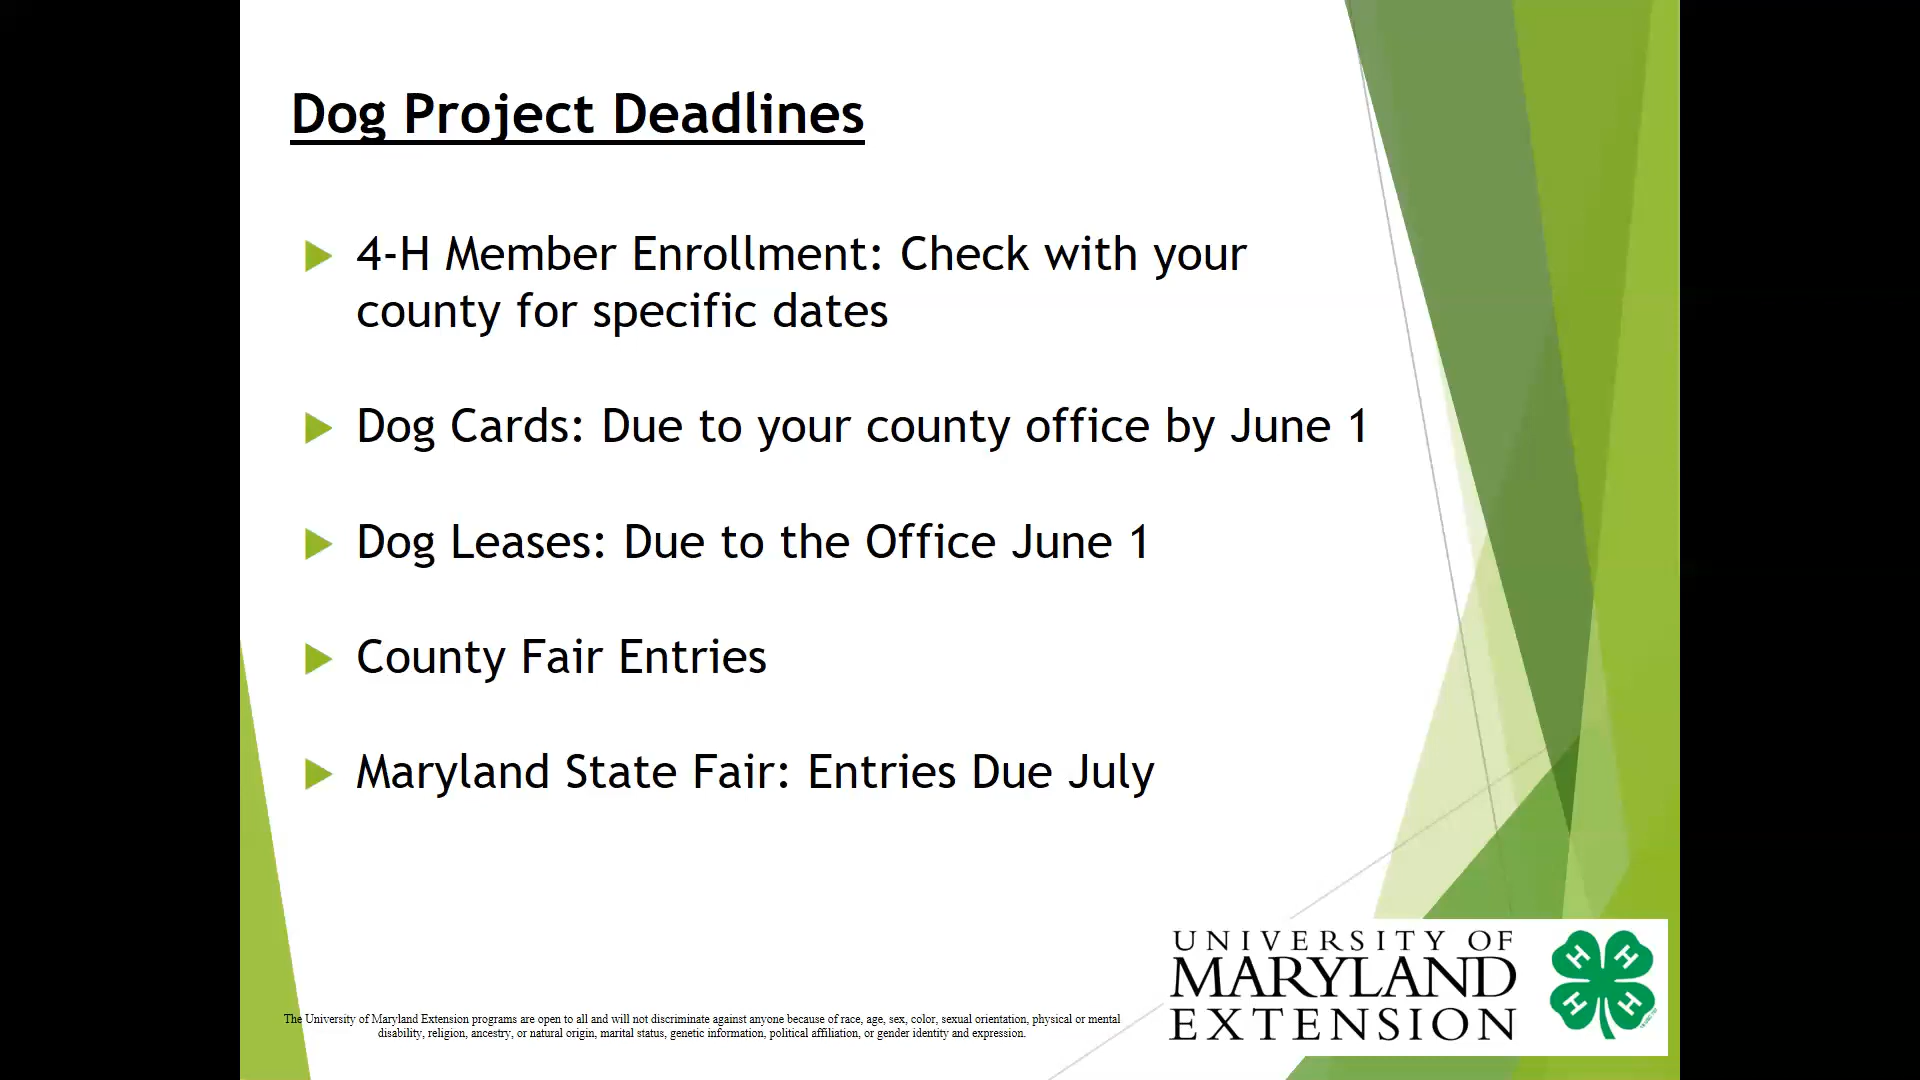 Dog Project Deadlines
4-H Member Enrollment: Check with your
county for specific dates
Dog Cards: Due to your county office by June 1
Dog Leases: Due to the Office June 1
County Fair Entries
Maryland State Fair: Entries Due July
UNIVERSITY OF
MARYLAND
EXTENSION
H H
H H
The University of Maryland Extension programs are open to all and will not discriminate against anyone because of race, age, sex, color, sexual orientation, physical or mental
disability, religion, ancestry, or natural origin, marital status, genetic information, political affiliation, or gender identity and expression.